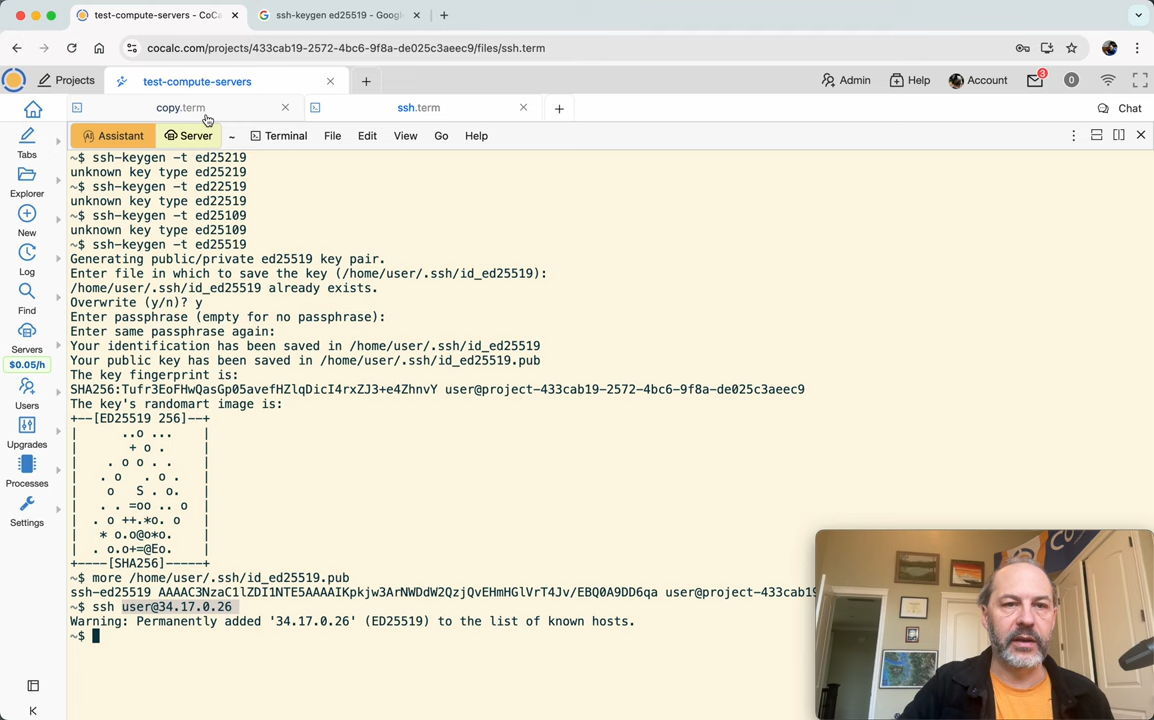 test-compute-servers - CoCa
ssh-keygen ed25519 - Googl
cocalc.com/projects/433cab19-2572-4bc6-9f8a-de025c3aeec9/files/ssh.term
Projects
test-compute-servers
Admin
Help
Account
3
0
copy.term
ssh.term
Chat
Tabs
Explorer
New
Log
Find
Servers
$0.05/h
Users
Upgrades
Processes
Settings
AI Assistant
Server
~
Terminal
File
Edit
View
Go
Help
~$ ssh-keygen -t ed25219
unknown key type ed25219
~$ ssh-keygen -t ed22519
unknown key type ed22519
~$ ssh-keygen -t ed25109
unknown key type ed25109
~$ ssh-keygen -t ed25519
Generating public/private ed25519 key pair.
Enter file in which to save the key (/home/user/.ssh/id_ed25519):
/home/user/.ssh/id_ed25519 already exists.
Overwrite (y/n)? y
Enter passphrase (empty for no passphrase):
Enter same passphrase again:
Your identification has been saved in /home/user/.ssh/id_ed25519
Your public key has been saved in /home/user/.ssh/id_ed25519.pub
The key fingerprint is:
SHA256:Tufr3EoFHwQasGp05avefHZlqDicI4rxZJ3+e4ZhnvY user@project-433cab19-2572-4bc6-9f8a-de025c3aeec9
The key's randomart image is:
+--[ED25519 256]--+
|      ..o ...    |
|       + o .     |
|    . o o . .    |
|   . o   . o .   |
|    o   S . o.   |
|   . . =oo .. o  |
|  . o ++.*o. o   |
|   * o.o@o*o.    |
|  . o.o+=@Eo.    |
+----[SHA256]-----+
~$ more /home/user/.ssh/id_ed25519.pub
ssh-ed25519 AAAAC3NzaC1lZDI1NTE5AAAAIKpkjw3ArNWDdW2QzjQvEHmHGlVrT4Jv/EBQ0A9DD6qa user@project-433cab19
~$ ssh user@34.17.0.26
Warning: Permanently added '34.17.0.26' (ED25519) to the list of known hosts.
~$